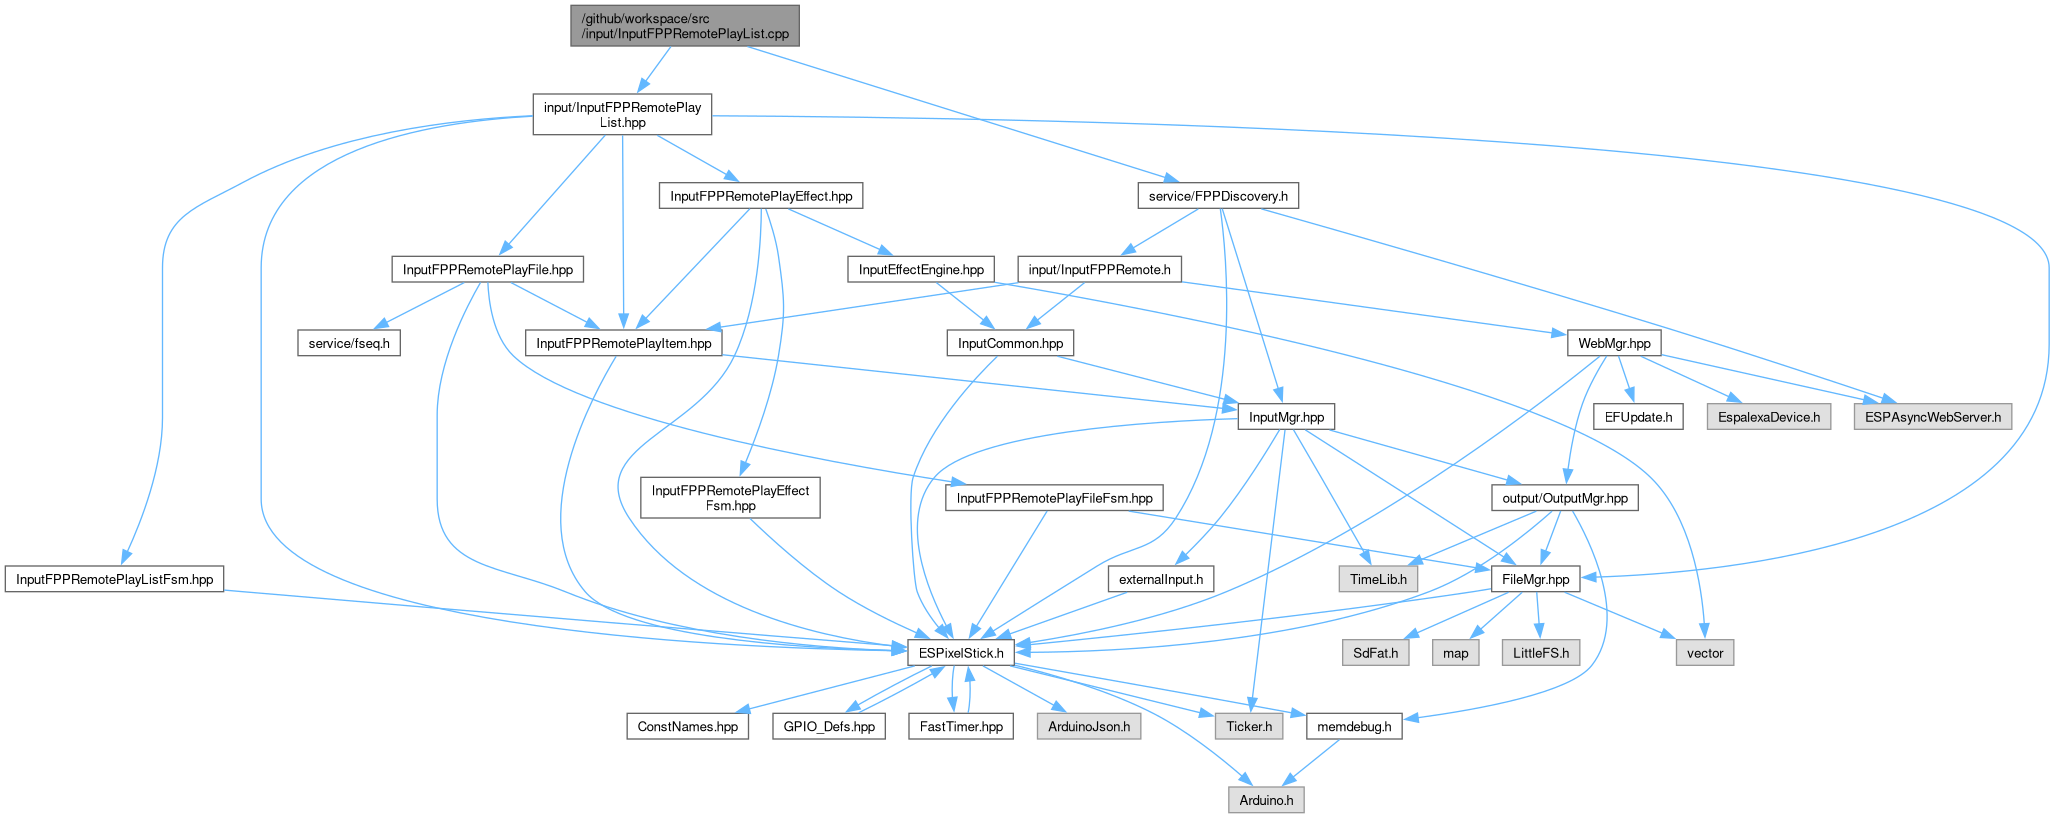 /github/workspace/src
/input/InputFPPRemotePlayList.cpp
input/InputFPPRemotePlay
List.hpp
InputFPPRemotePlayEffect.hpp
service/FPPDiscovery.h
InputFPPRemotePlayFile.hpp
InputEffectEngine.hpp
input/InputFPPRemote.h
service/fseq.h
InputFPPRemotePlayItem.hpp
InputCommon.hpp
WebMgr.hpp
InputMgr.hpp
EFUpdate.h
EspalexaDevice.h
ESPAsyncWebServer.h
InputFPPRemotePlayEffect
Fsm.hpp
InputFPPRemotePlayFileFsm.hpp
output/OutputMgr.hpp
InputFPPRemotePlayListFsm.hpp
externalInput.h
TimeLib.h
FileMgr.hpp
ESPixelStick.h
SdFat.h
map
LittleFS.h
vector
ConstNames.hpp
GPIO_Defs.hpp
FastTimer.hpp
ArduinoJson.h
Ticker.h
memdebug.h
Arduino.h